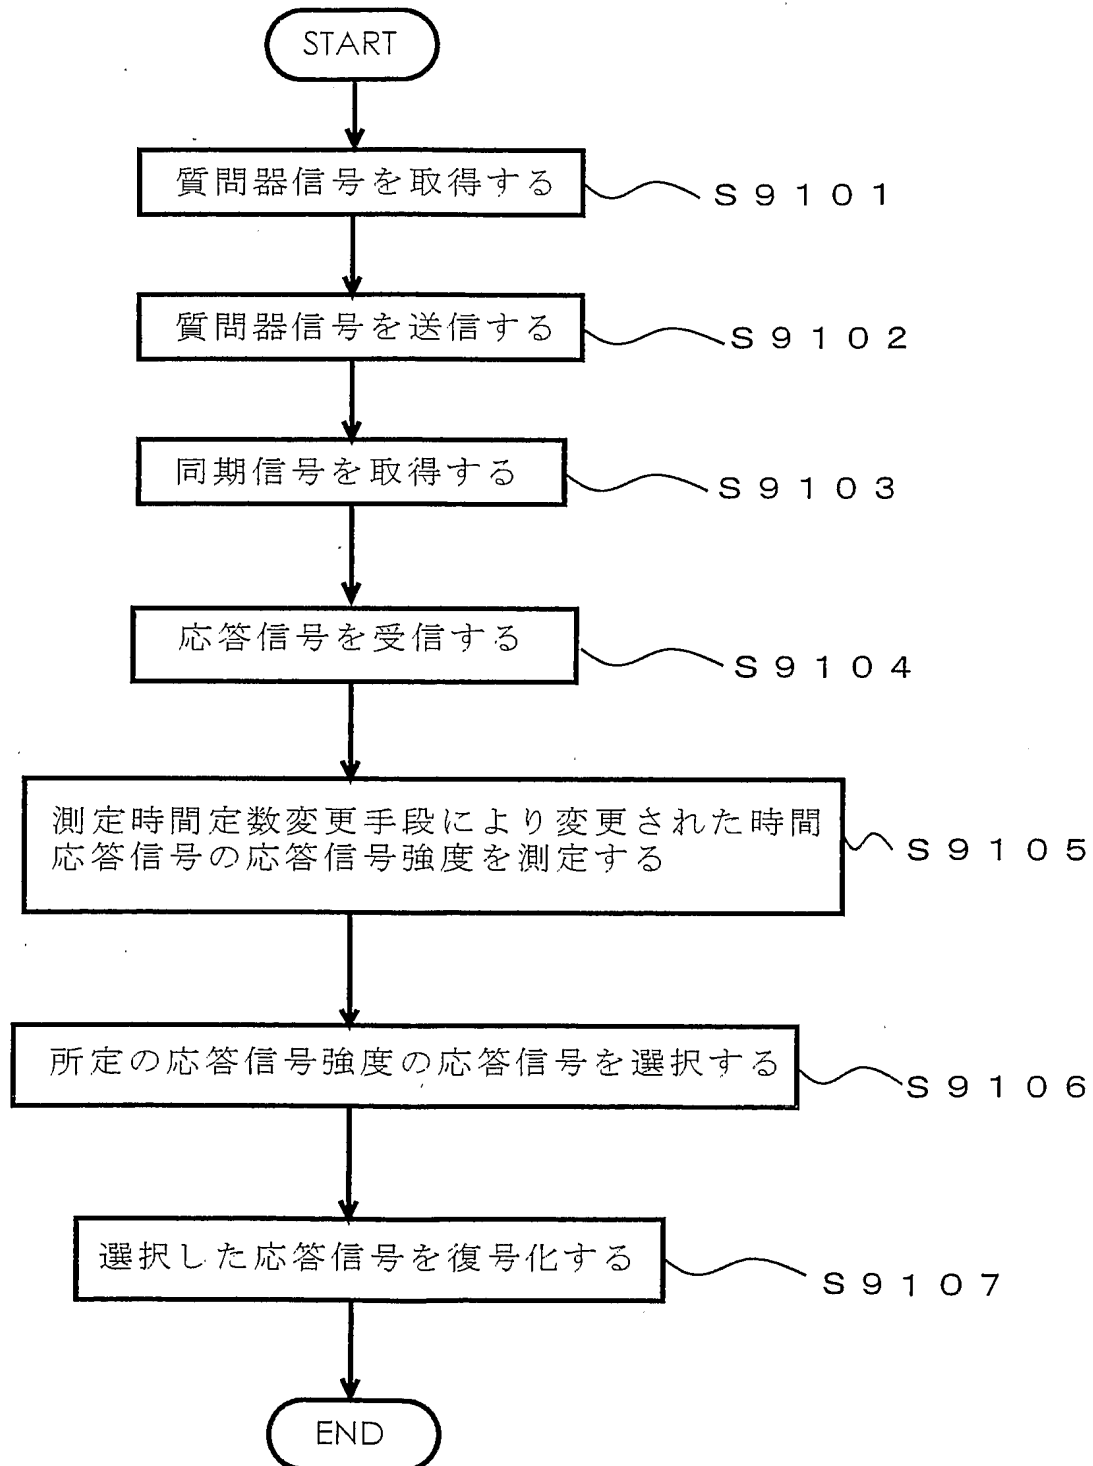 START
質問器信号を取得する
S9101
質問器信号を送信する
S9102
同期信号を取得する
S9103
応答信号を受信する
S9104
測定時間定数変更手段により変更された時間
応答信号の応答信号強度を測定する
S9105
所定の応答信号強度の応答信号を選択する
S9106
選択した応答信号を復号化する
S9107
END